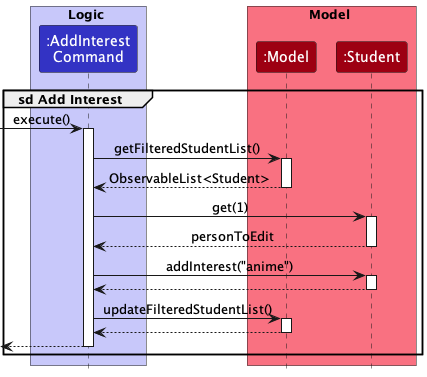 Logic
Model
:AddInterest
Command
:Model
:Student
sd Add Interest
execute()
getFilteredStudentList()
ObservableList<Student>
get(1)
personToEdit
addInterest("anime")
updateFilteredStudentList()